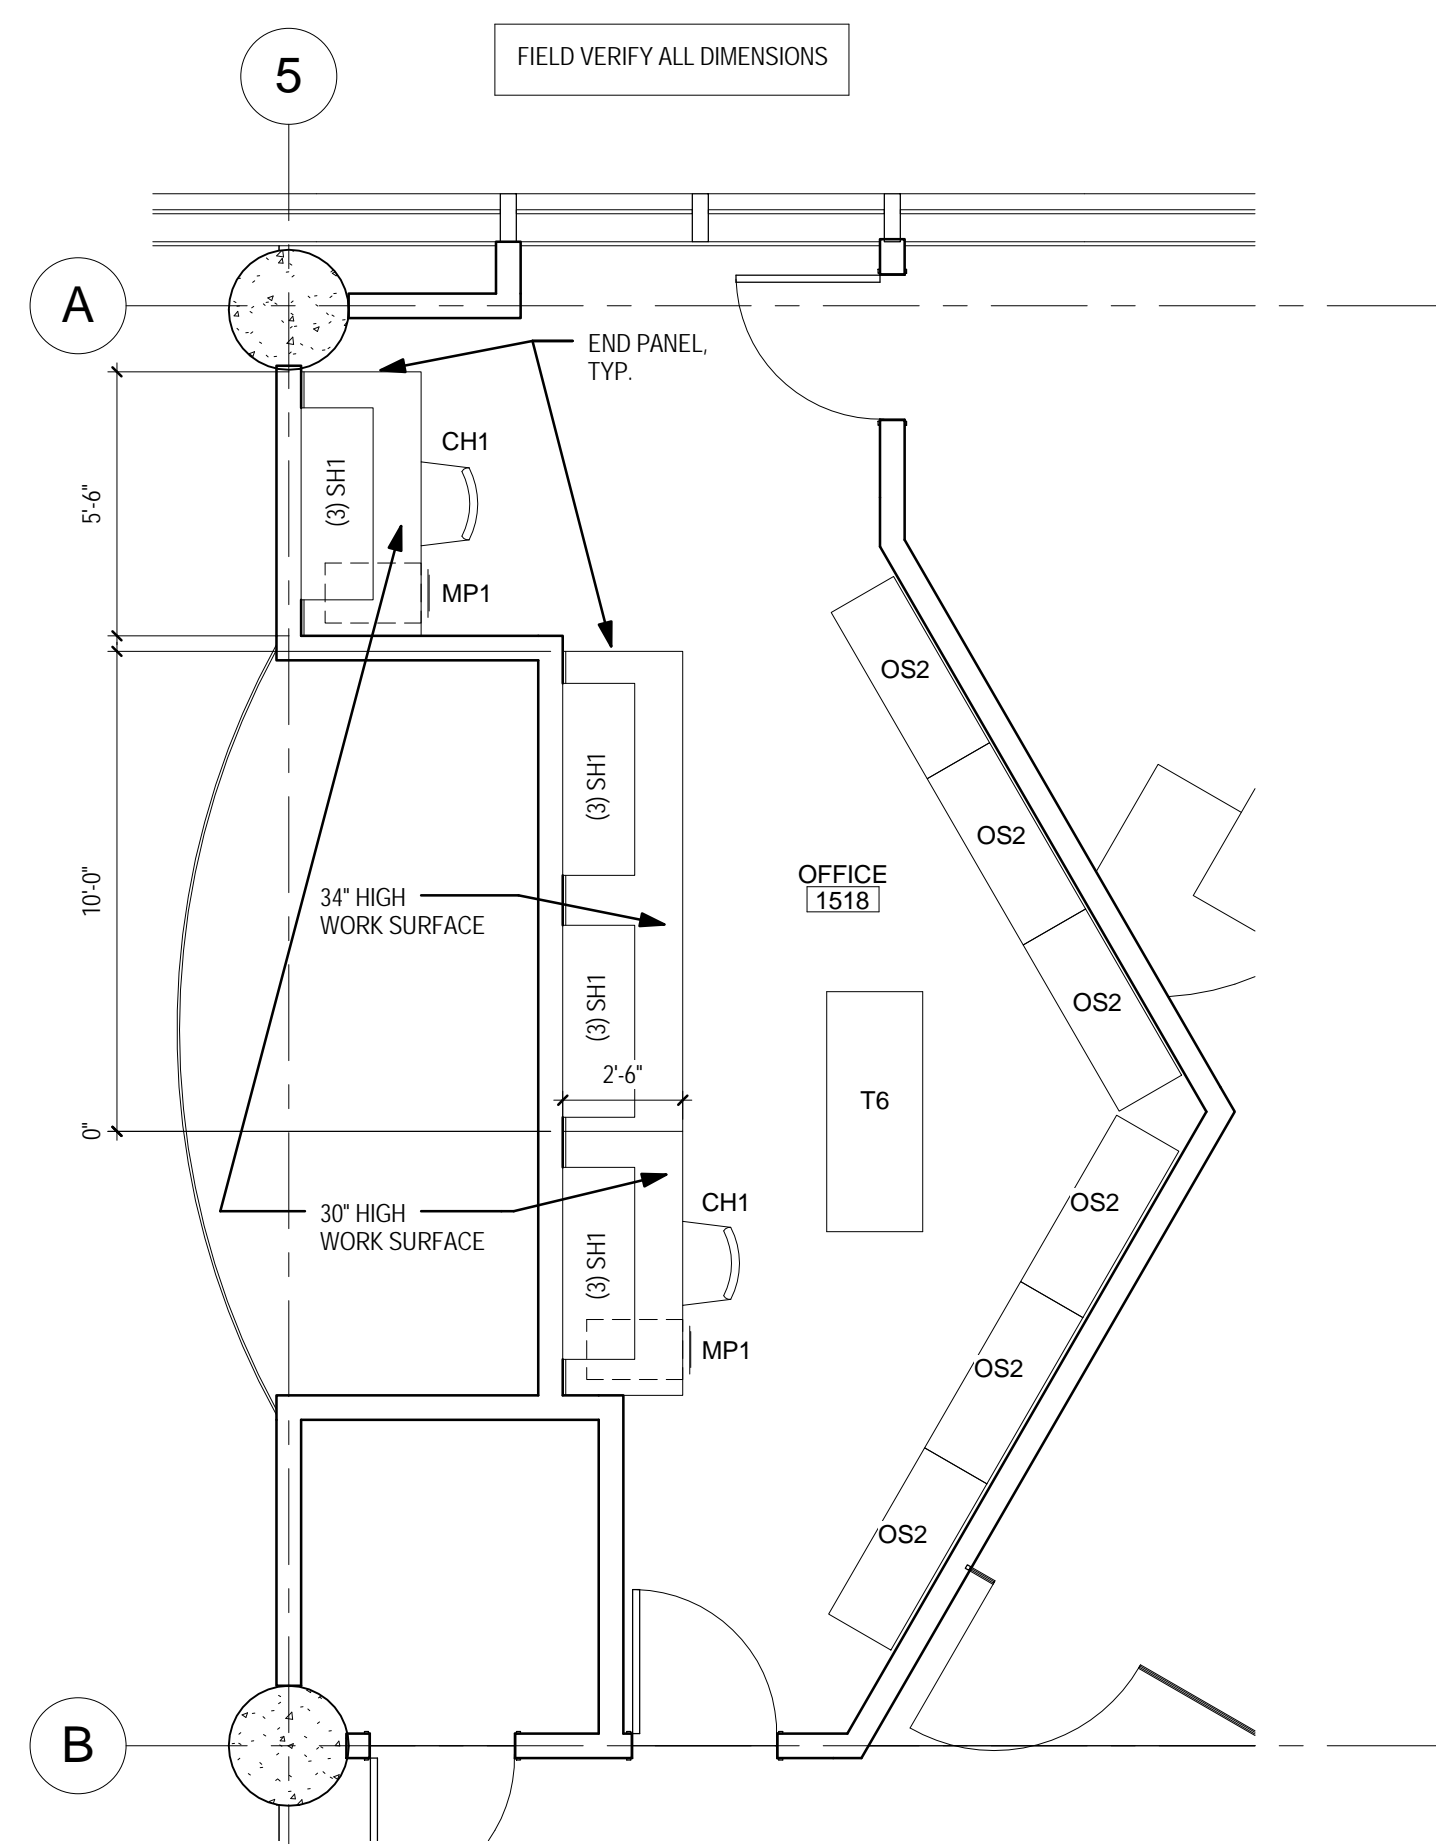 5
FIELD VERIFY ALL DIMENSIONS
A
END PANEL,
TYP.
5'-6"
(3) SH1
CH1
MP1
OS2
(3) SH1
OS2
10'-0"
34" HIGH
WORK SURFACE
OFFICE
1518
(3) SH1
OS2
2'-6"
T6
0"
30" HIGH
WORK SURFACE
(3) SH1
CH1
OS2
MP1
OS2
OS2
B